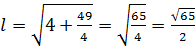 l = √(4 + 49/4) = √(65/4) = √65/2